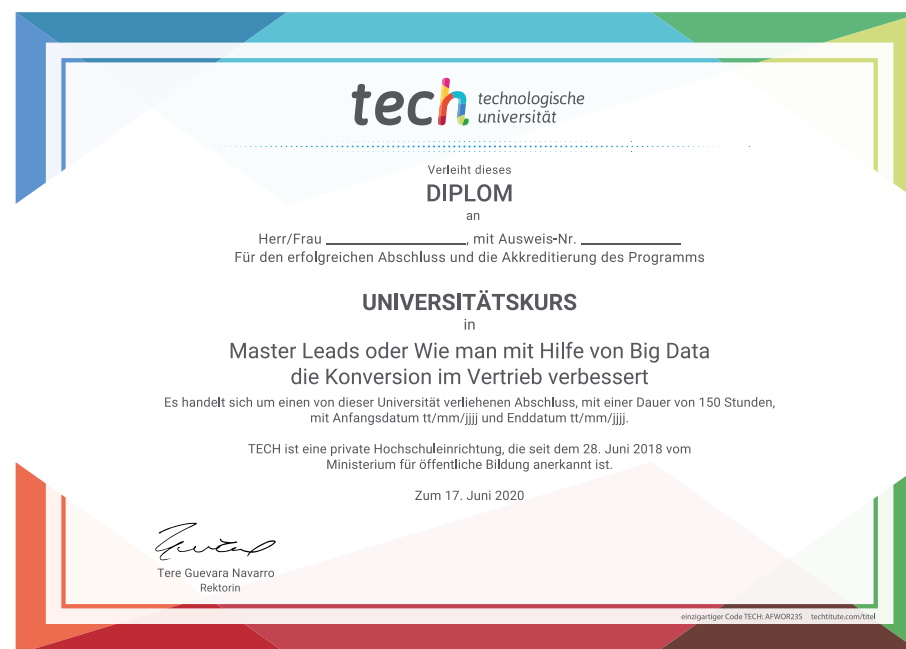 tech technologische
universität
Verleiht dieses
DIPLOM
an
Herr/Frau ____________________, mit Ausweis-Nr. ______________
Für den erfolgreichen Abschluss und die Akkreditierung des Programms
UNIVERSITÄTSKURS
in
Master Leads oder Wie man mit Hilfe von Big Data
die Konversion im Vertrieb verbessert
Es handelt sich um einen von dieser Universität verliehenen Abschluss, mit einer Dauer von 150 Stunden,
mit Anfangsdatum tt/mm/jjjj und Enddatum tt/mm/jjjj.
TECH ist eine private Hochschuleinrichtung, die seit dem 28. Juni 2018 vom
Ministerium für öffentliche Bildung anerkannt ist.
Zum 17. Juni 2020
Tere Guevara Navarro
Rektorin
einzigartiger Code TECH: AFWOR23S techtitute.com/titel